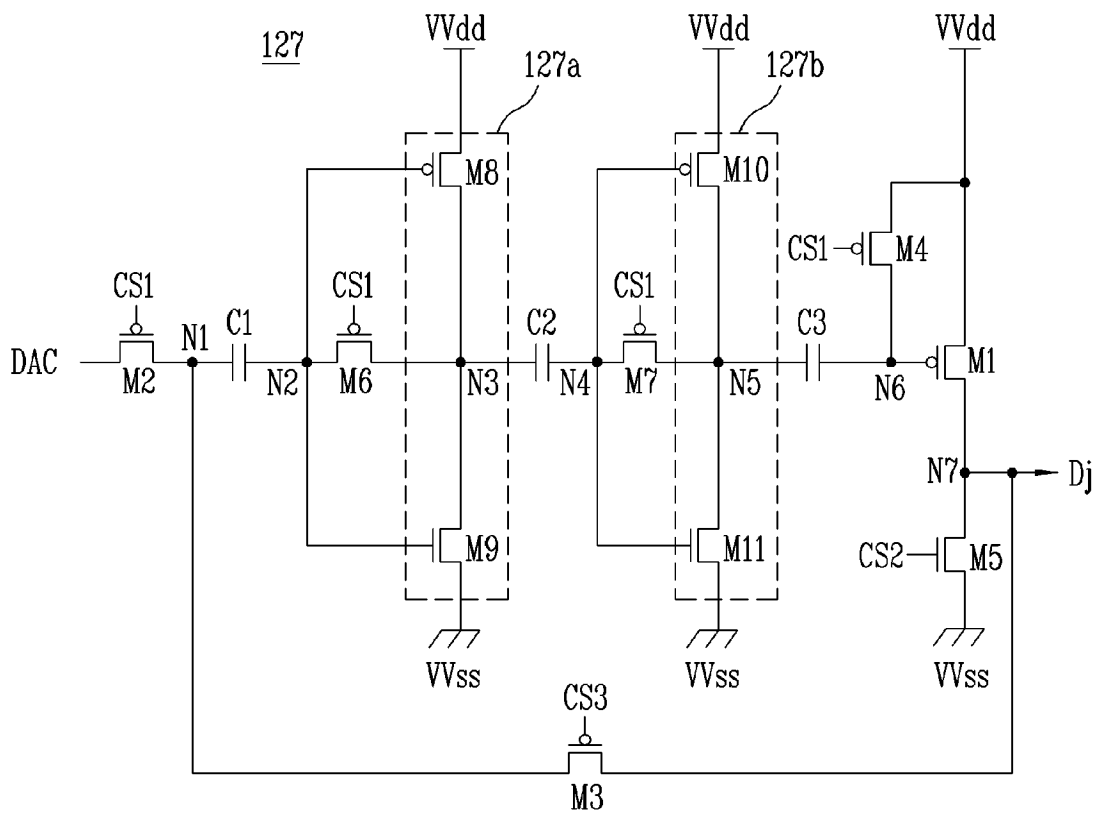 127
VVdd
127a
VVdd
127b
VVdd
M8
M10
CS1
M4
CS1
CS1
CS1
DAC
M2
N1
C1
N2
M6
N3
C2
N4
M7
N5
C3
N6
M1
N7
Dj
M9
M11
CS2
M5
VVss
VVss
VVss
CS3
M3